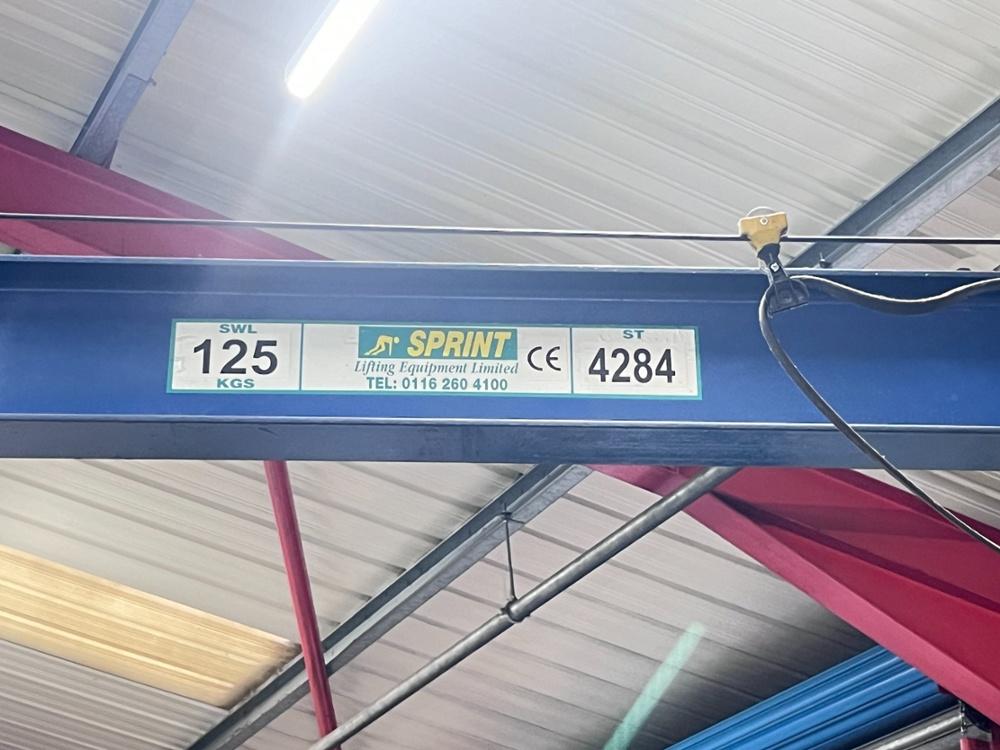 SWL
125
KGS
SPRINT
Lifting Equipment Limited
TEL: 0116 260 4100
CE
ST
4284